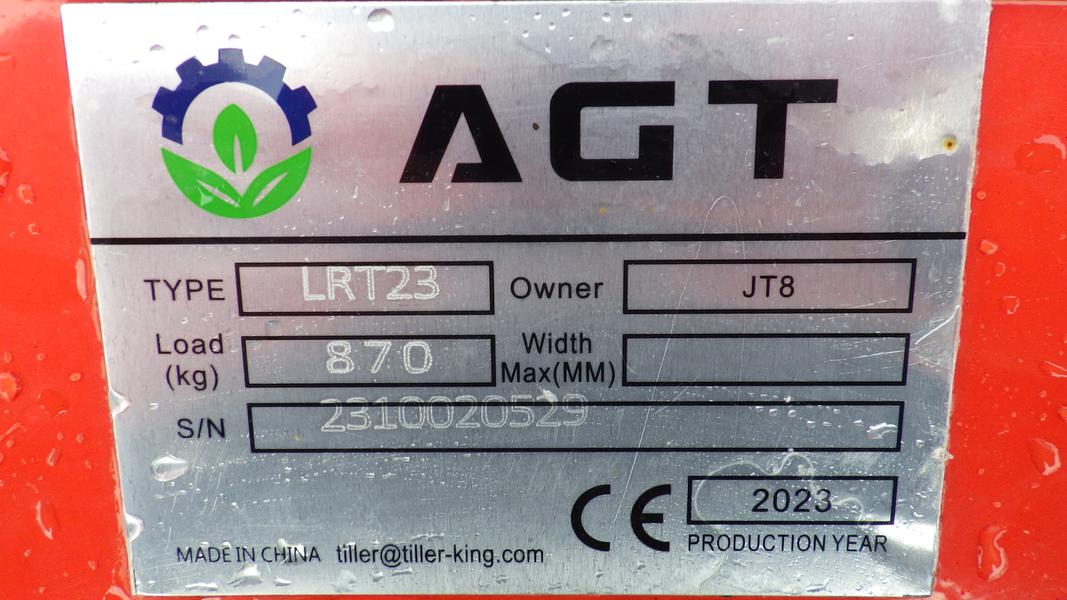 AGT
TYPE LRT23 Owner JT8
Load (kg) 870 Width Max(MM)
S/N 2310020529
CE 2023
PRODUCTION YEAR
MADE IN CHINA tiller@tiller-king.com